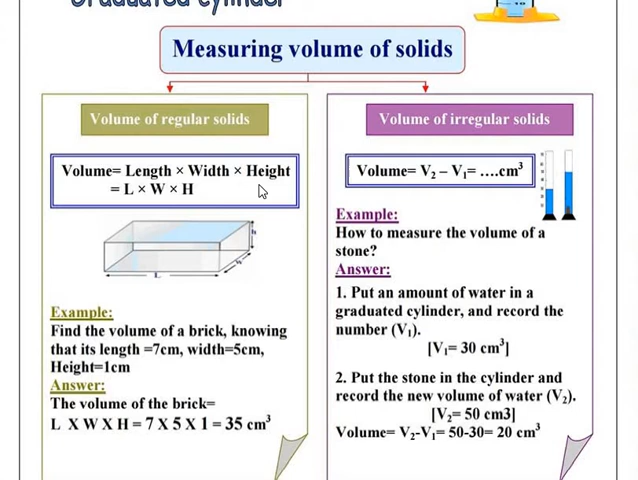 Graduated cylinder
Measuring volume of solids
Volume of regular solids
Volume= Length × Width × Height
= L × W × H
h
w
L
Example:
Find the volume of a brick, knowing
that its length =7cm, width=5cm,
Height=1cm
Answer:
The volume of the brick=
L X W X H = 7 X 5 X 1 = 35 cm³
Volume of irregular solids
Volume= V₂ – V₁= ….cm³
Example:
How to measure the volume of a
stone?
Answer:
1. Put an amount of water in a
graduated cylinder, and record the
number (V₁).
[V₁= 30 cm³]
2. Put the stone in the cylinder and
record the new volume of water (V₂).
[V₂= 50 cm3]
Volume= V₂-V₁= 50-30= 20 cm³